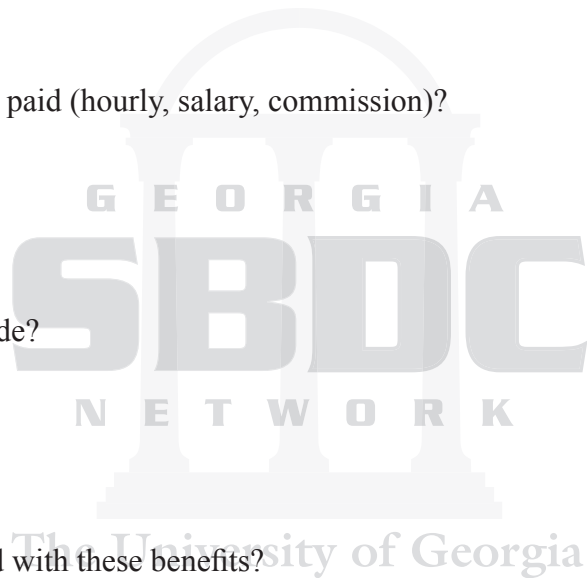 paid (hourly, salary, commission)?
GEORGIA
SBDC
de?
NETWORK
with these benefits?
The University of Georgia